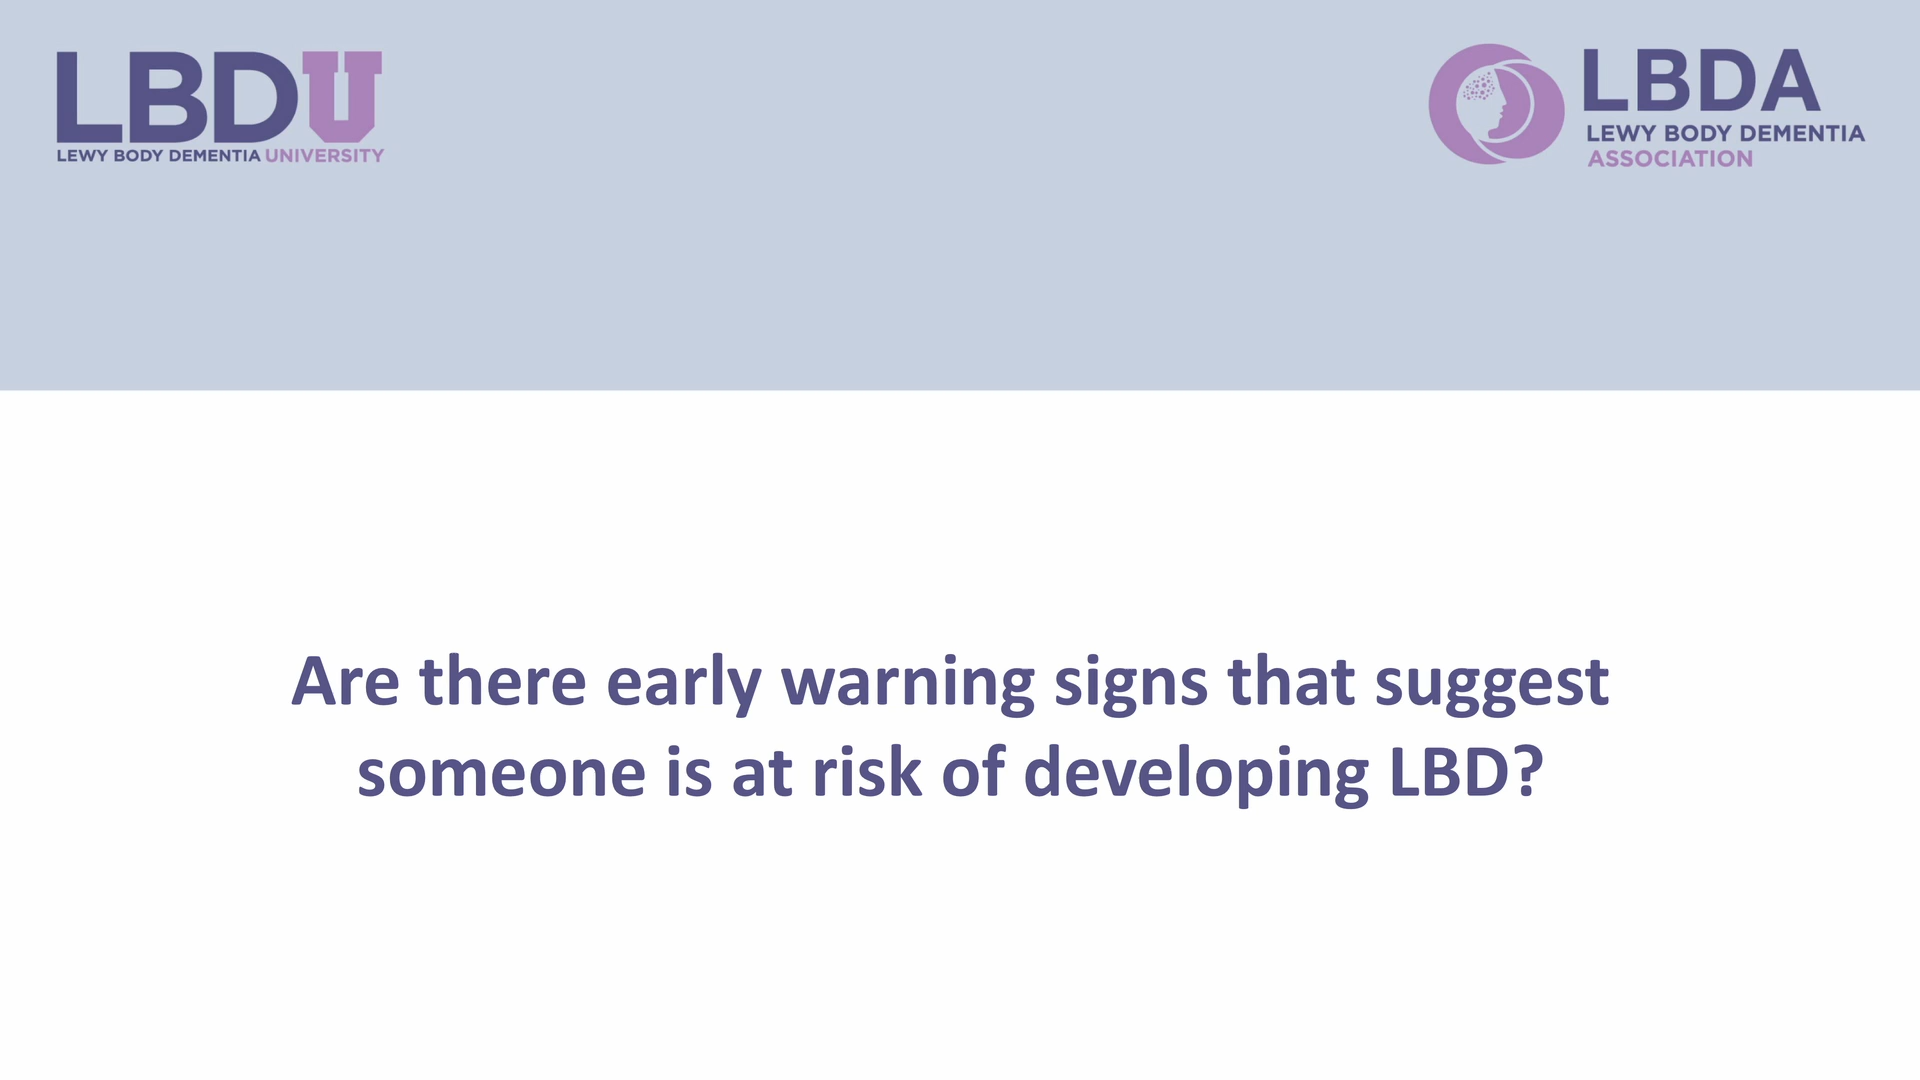 LBDU
LEWY BODY DEMENTIA UNIVERSITY
LBDA
LEWY BODY DEMENTIA
ASSOCIATION
Are there early warning signs that suggest
someone is at risk of developing LBD?